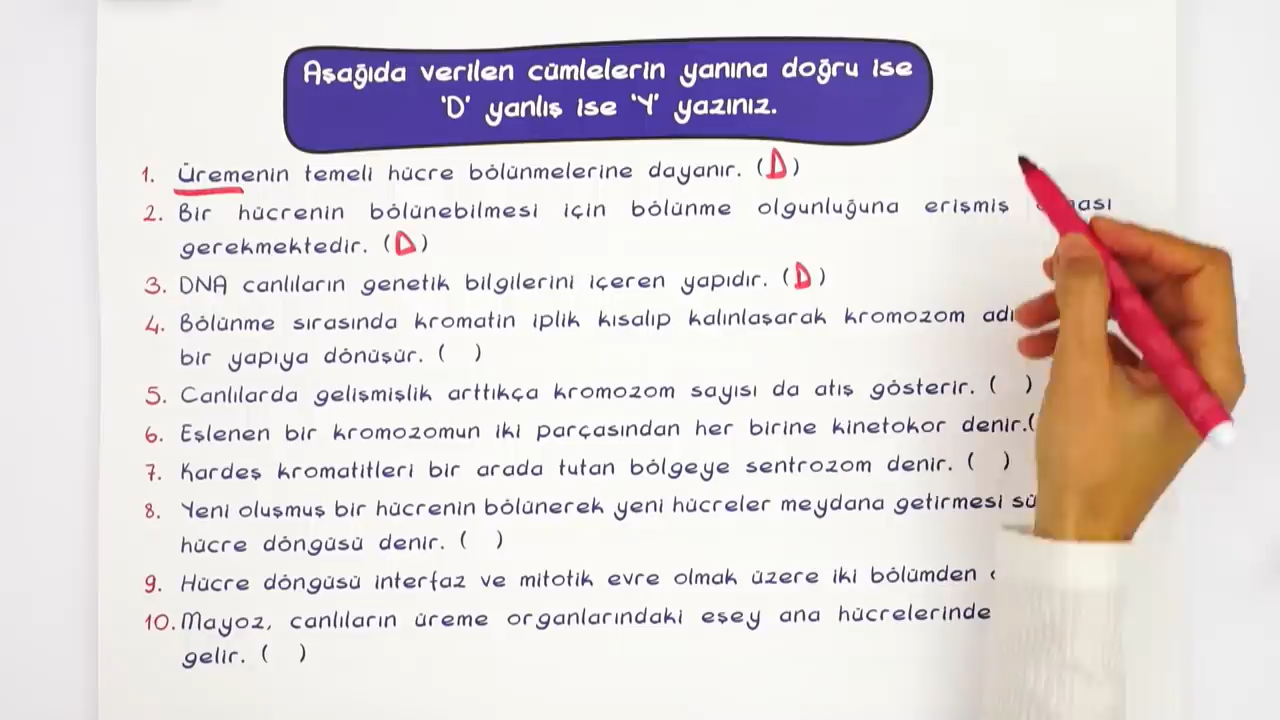 Aşağıda verilen cümlelerin yanına doğru ise
'D' yanlış ise 'Y' yazınız.
1. Üremenin temeli hücre bölünmelerine dayanır. (D)
2. Bir hücrenin bölünebilmesi için bölünme olgunluğuna erişmiş
gerekmektedir. (D)
3. DNA canlıların genetik bilgilerini içeren yapıdır. (D)
4. Bölünme sırasında kromatin iplik kısalıp kalınlaşarak kromozom
bir yapıya dönüşür. ( )
5. Canlılarda gelişmişlik arttıkça kromozom sayısı da atış gösterir. ( )
6. Eşlenen bir kromozomun iki parçasından her birine kinetokor denir.(
7. Kardeş kromatitleri bir arada tutan bölgeye sentrozom denir. ( )
8. Yeni oluşmuş bir hücrenin bölünerek yeni hücreler meydana getirmesi
hücre döngüsü denir. ( )
9. Hücre döngüsü interfaz ve mitotik evre olmak üzere iki bölümden
10. Mayoz, canlıların üreme organlarındaki eşey ana hücrelerinde
gelir. ( )